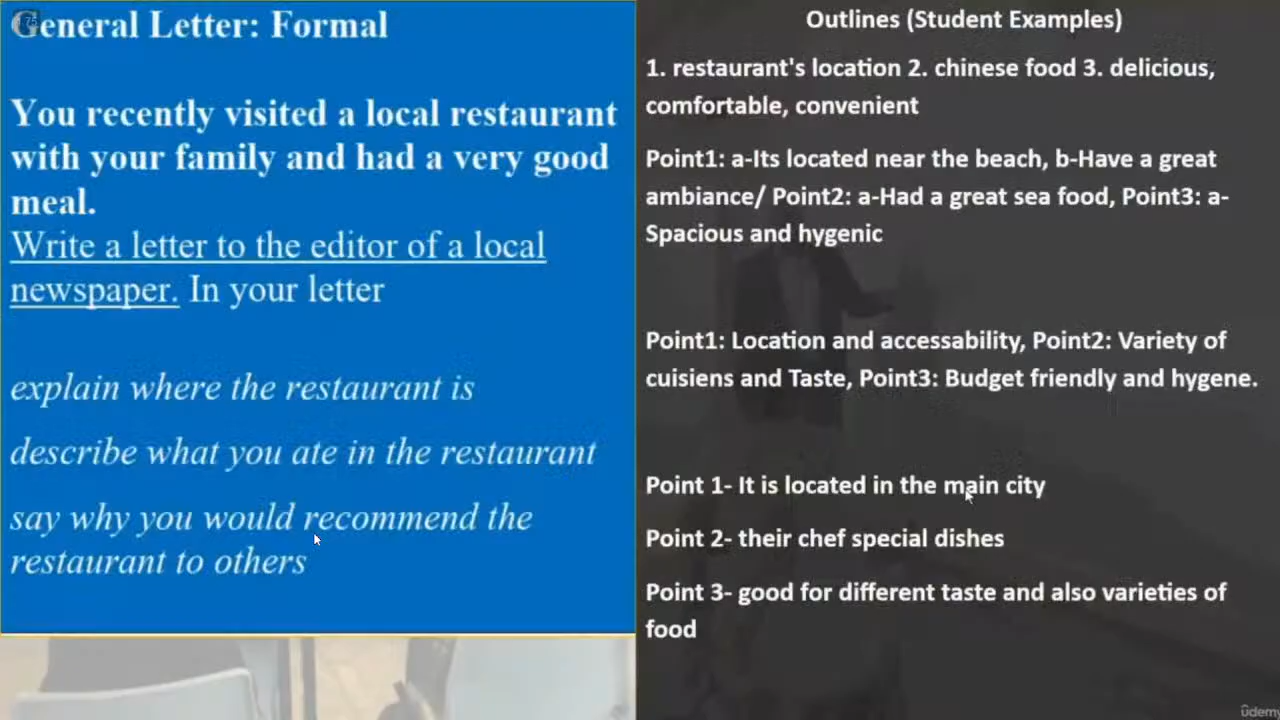 General Letter: Formal
You recently visited a local restaurant
with your family and had a very good
meal.
Write a letter to the editor of a local
newspaper. In your letter
explain where the restaurant is
describe what you ate in the restaurant
say why you would recommend the
restaurant to others
Outlines (Student Examples)
1. restaurant's location 2. chinese food 3. delicious,
comfortable, convenient
Point1: a-Its located near the beach, b-Have a great
ambiance/ Point2: a-Had a great sea food, Point3: a-
Spacious and hygenic
Point1: Location and accessability, Point2: Variety of
cuisiens and Taste, Point3: Budget friendly and hygene.
Point 1- It is located in the main city
Point 2- their chef special dishes
Point 3- good for different taste and also varieties of
food
udemy